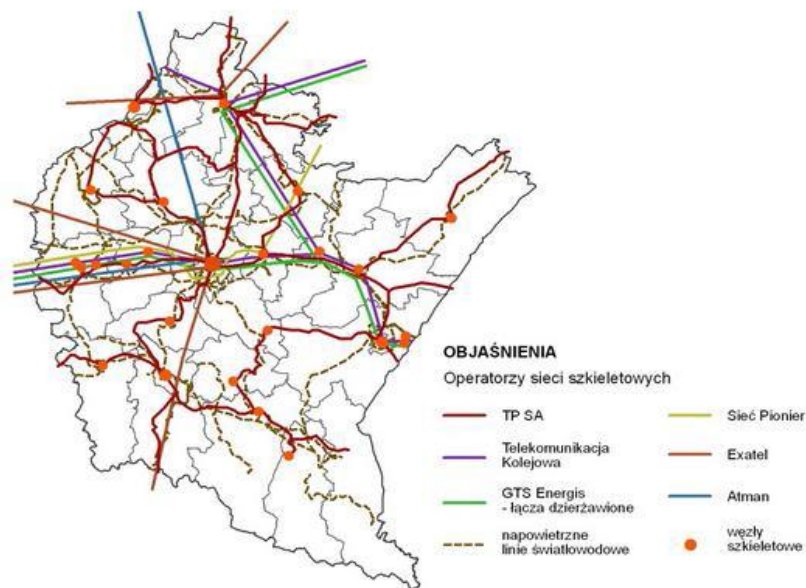 OBJAŚNIENIA
Operatorzy sieci szkieletowych
TP SA
Telekomunikacja
Kolejowa
GTS Energis
- łącza dzierżawione
napowietrzne
linie światłowodowe
Sieć Pionier
Exatel
Atman
węzły
szkieletowe